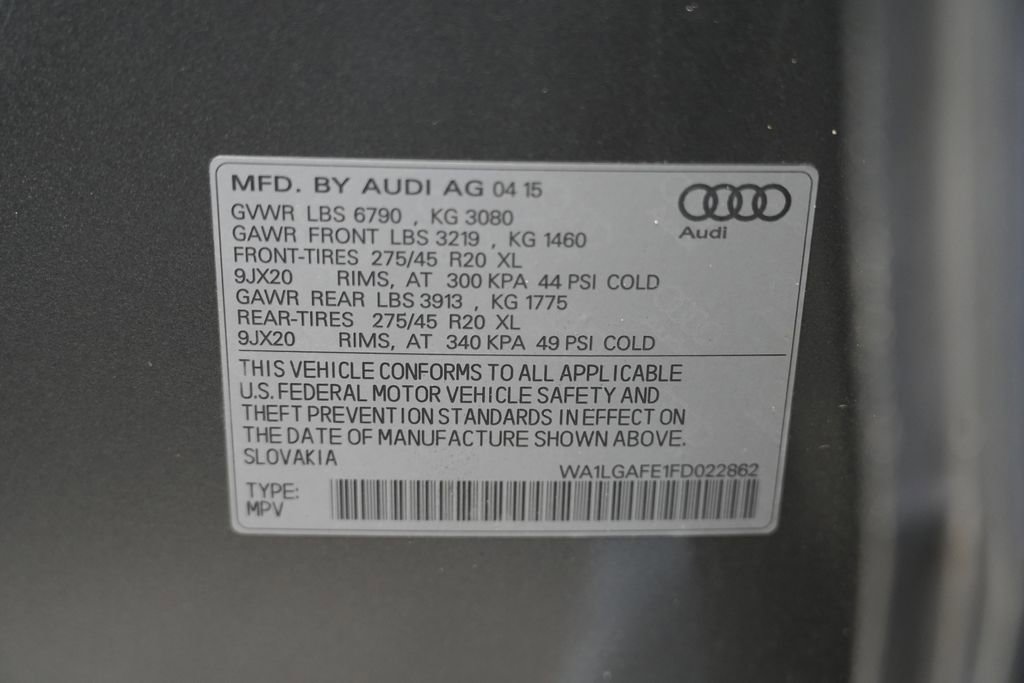 MFD. BY AUDI AG 04 15
Audi
GVWR LBS 6790 , KG 3080
GAWR FRONT LBS 3219 , KG 1460
FRONT-TIRES 275/45 R20 XL
9JX20 RIMS, AT 300 KPA 44 PSI COLD
GAWR REAR LBS 3913 , KG 1775
REAR-TIRES 275/45 R20 XL
9JX20 RIMS, AT 340 KPA 49 PSI COLD
THIS VEHICLE CONFORMS TO ALL APPLICABLE
U.S. FEDERAL MOTOR VEHICLE SAFETY AND
THEFT PREVENTION STANDARDS IN EFFECT ON
THE DATE OF MANUFACTURE SHOWN ABOVE.
SLOVAKIA
WA1LGAFE1FD022862
TYPE:
MPV